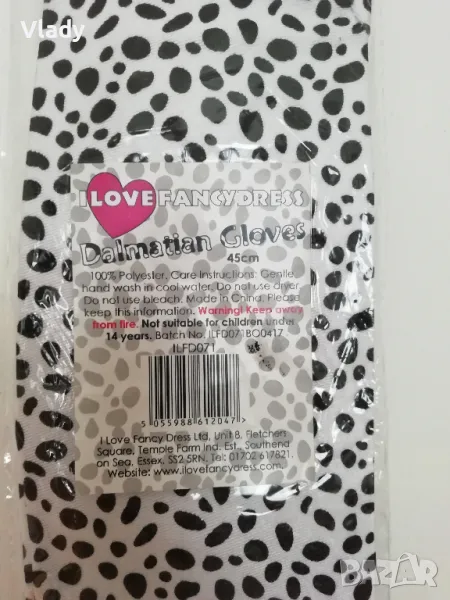 Vlady
I LOVE FANCYDRESS
Dalmatian Gloves
45cm
100% Polyester. Care Instructions: Gentle
hand wash in cool water. Do not use dryer.
Do not use bleach. Made in China. Please
keep this information. Warning! Keep away
from fire. Not suitable for children under
14 years. Batch No. ILFD071BO0417
ILFD071
5 055988 612047 >
I Love Fancy Dress Ltd, Unit 8, Fletchers
Square, Temple Farm Ind. Est., Southend
on Sea, Essex, SS2 5RN. Tel: 01702 617821.
Website: www.ilovefancydress.com
BAZAR